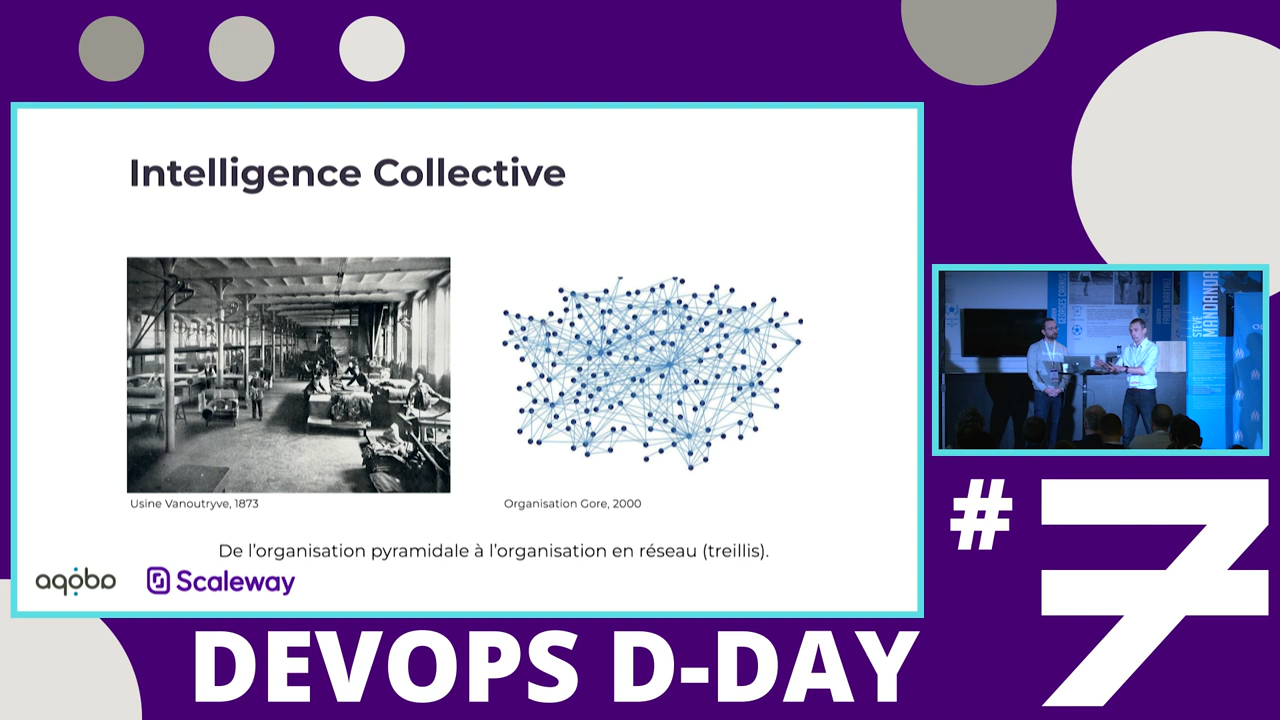 Intelligence Collective
Usine Vanoutryve, 1873
Organisation Gore, 2000
De l’organisation pyramidale à l’organisation en réseau (treillis).
aqoba
Scaleway
STEVE
MANDANDA
#7
DEVOPS D-DAY